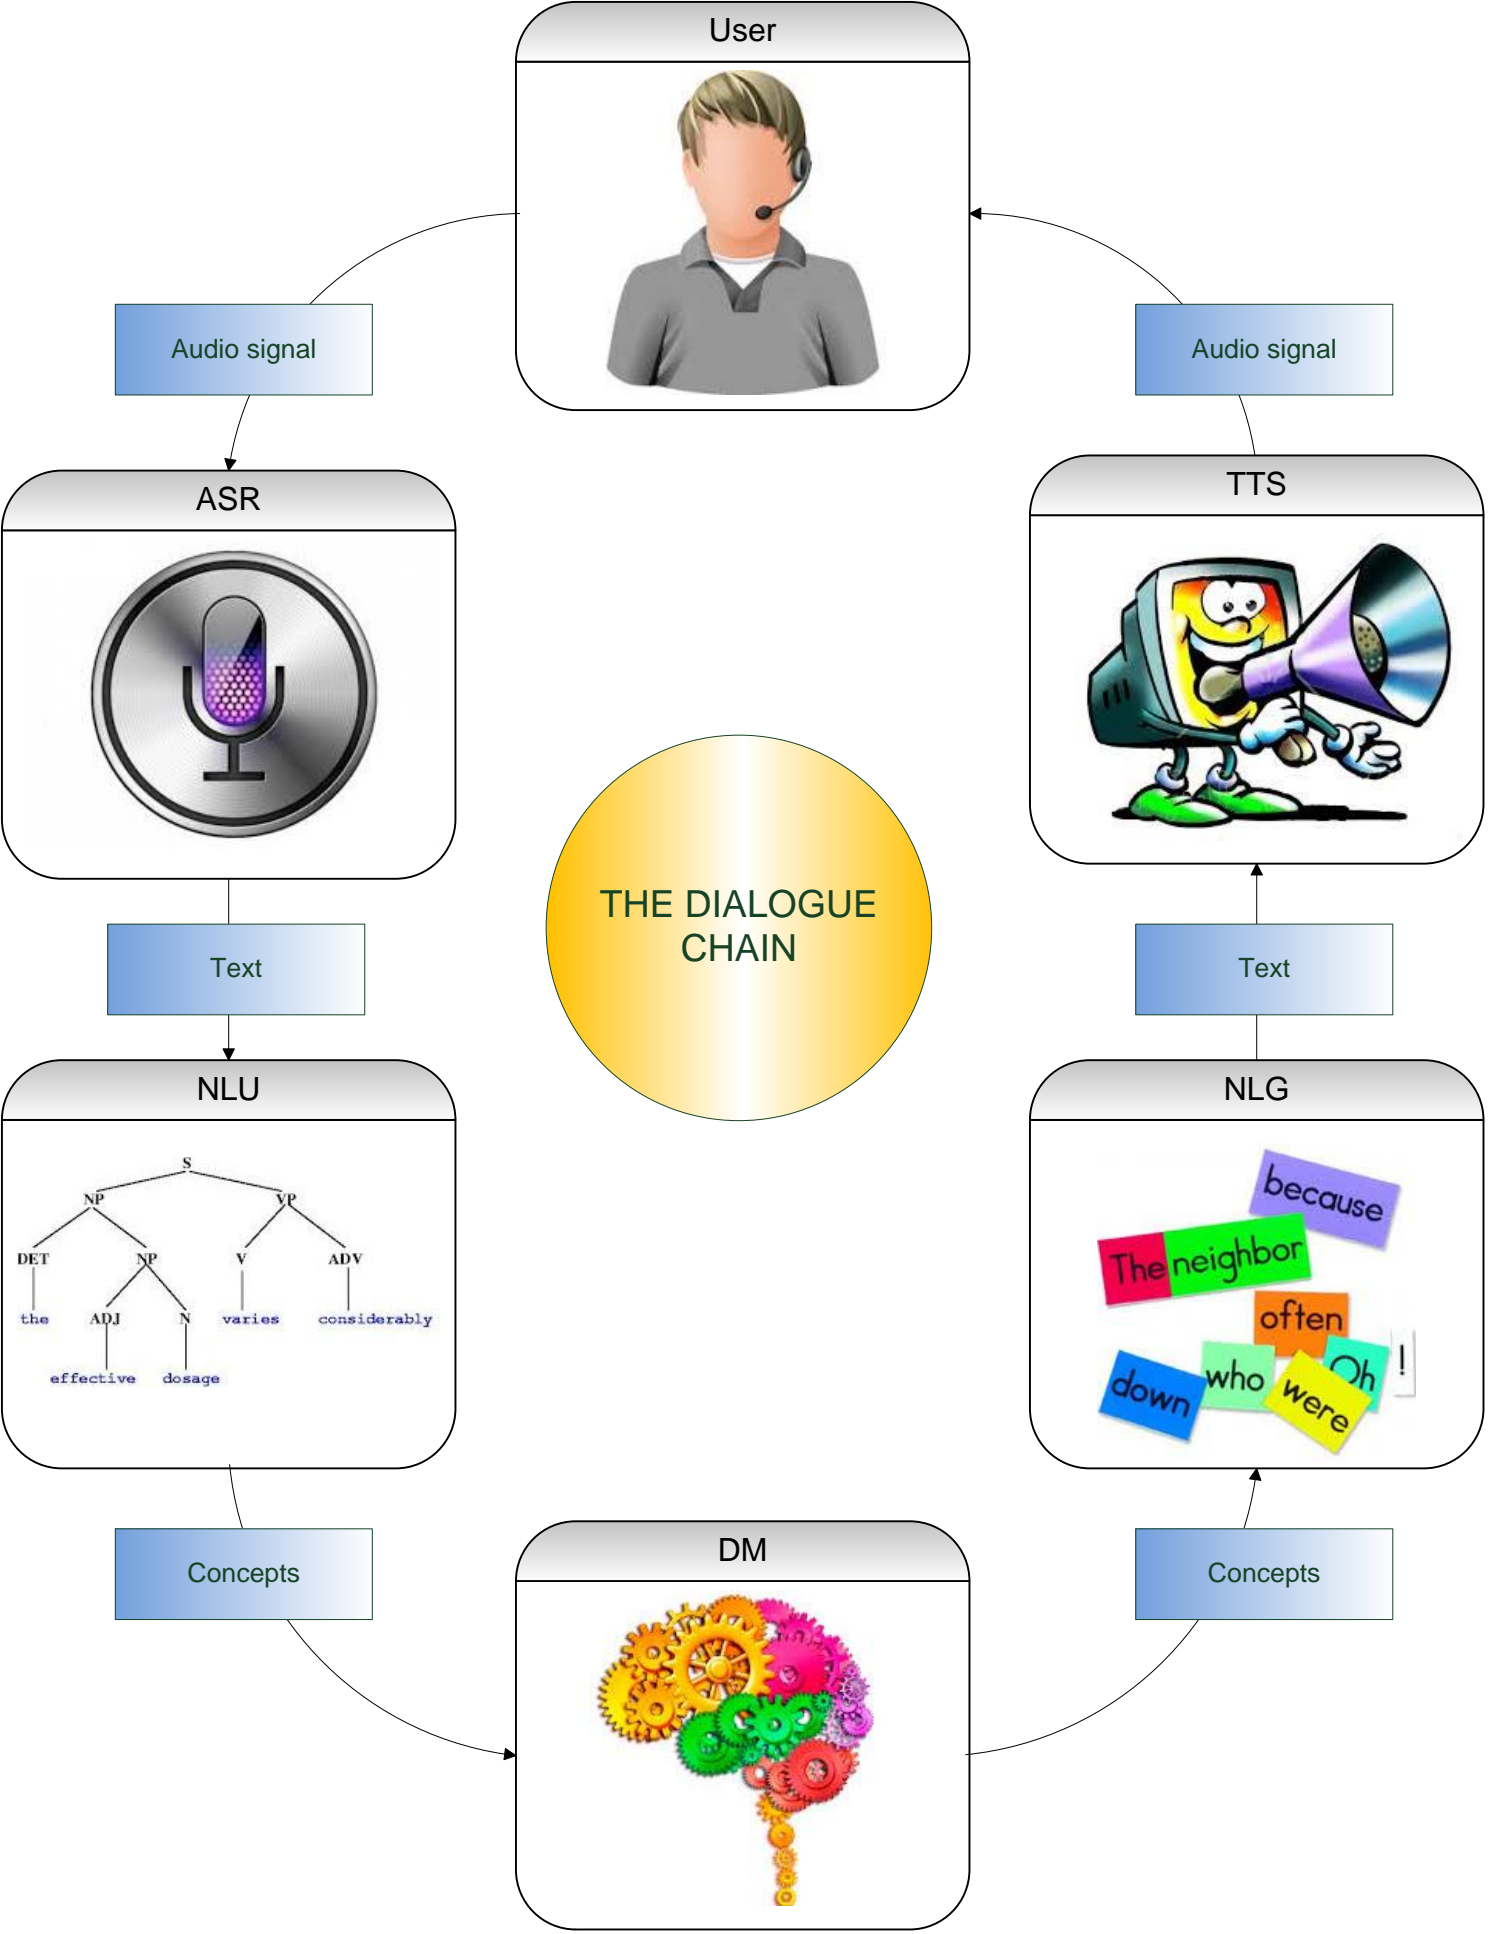 User
Audio signal
Audio signal
ASR
TTS
THE DIALOGUE
CHAIN
Text
Text
NLU
S
NP VP
DET NP V ADV
the ADJ N varies considerably
effective dosage
NLG
because
The neighbor
often
Oh !
who
down
were
Concepts
Concepts
DM